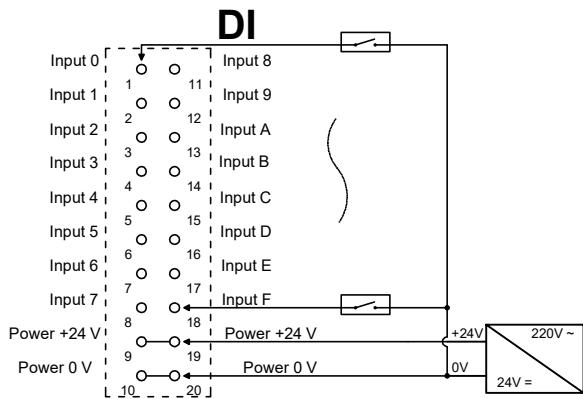 DI
Input 0 Input 8
1 11
Input 1 Input 9
2 12
Input 2 Input A
3 13
Input 3 Input B
4 14
Input 4 Input C
5 15
Input 5 Input D
6 16
Input 6 Input E
7 17
Input 7 Input F
8 18
Power +24 V Power +24 V +24V 220V ~
9 19
Power 0 V Power 0 V 0V
24V =
10 20